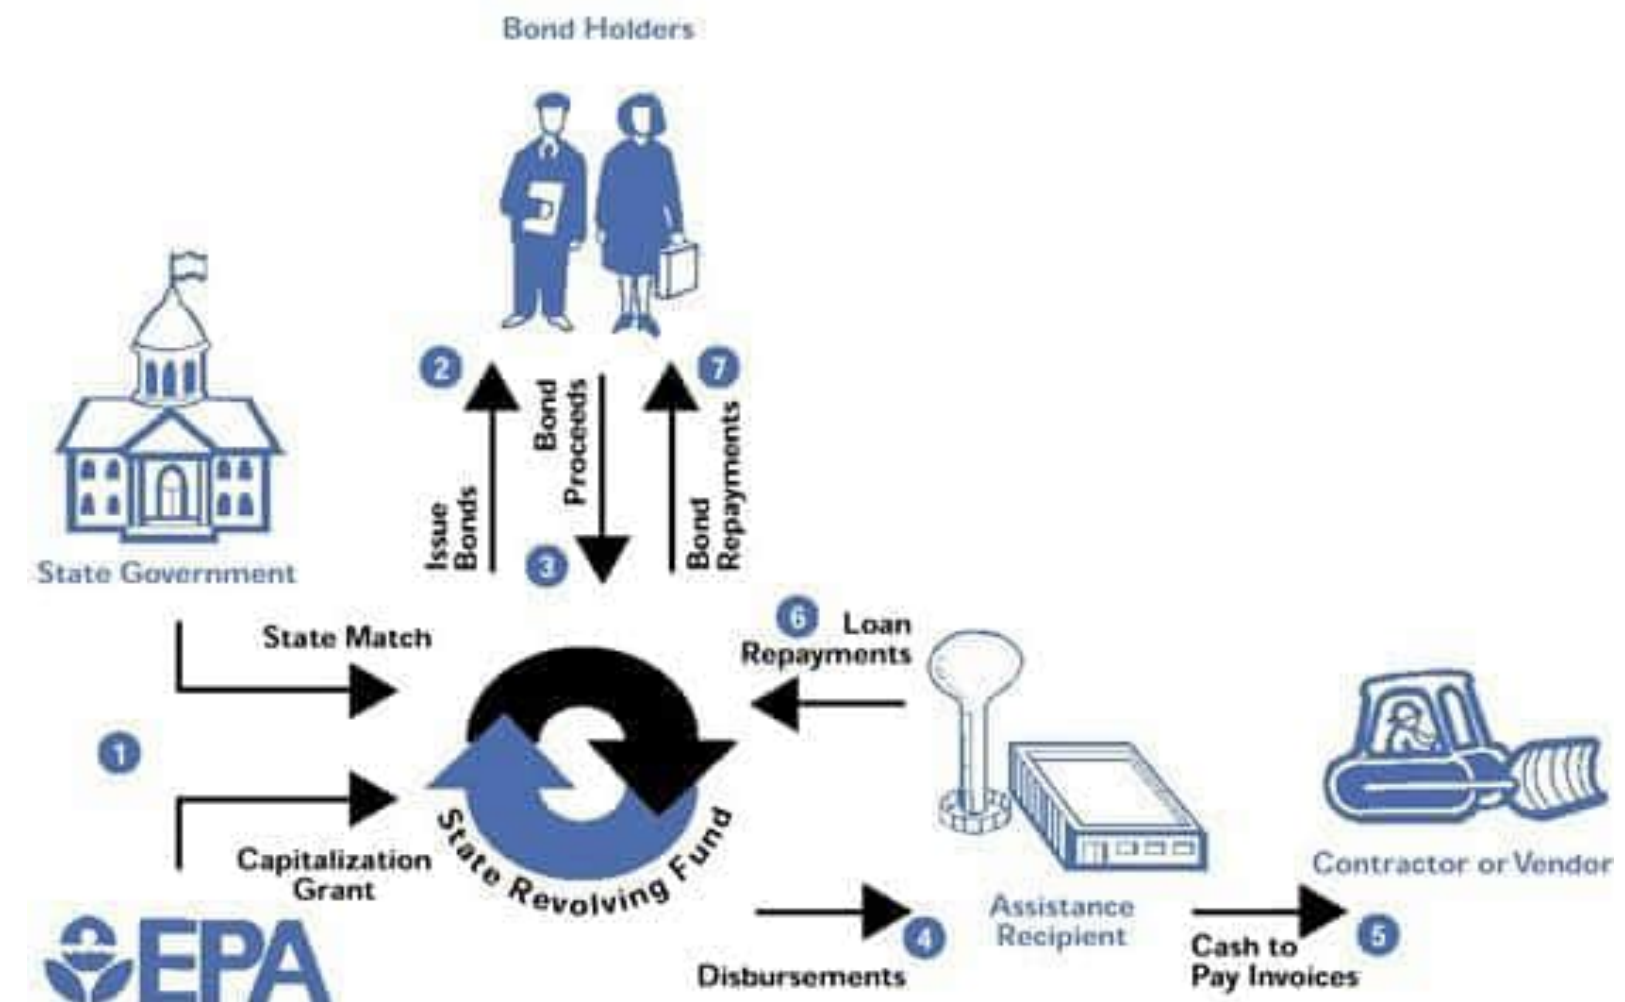 Bond Holders
2
7
Issue
Bonds
Bond
Proceeds
Bond
Repayments
3
State Government
State Match
6
Loan
Repayments
1
Capitalization
Grant
State Revolving Fund
EPA
Disbursements
4
Assistance
Recipient
Contractor or Vendor
5
Cash to
Pay Invoices